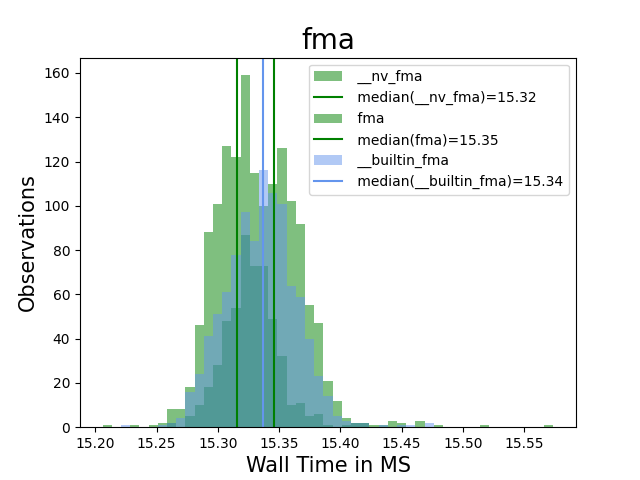 fma
__nv_fma
median(__nv_fma)=15.32
fma
median(fma)=15.35
__builtin_fma
median(__builtin_fma)=15.34
Observations
160
140
120
100
80
60
40
20
0
15.20 15.25 15.30 15.35 15.40 15.45 15.50 15.55
Wall Time in MS